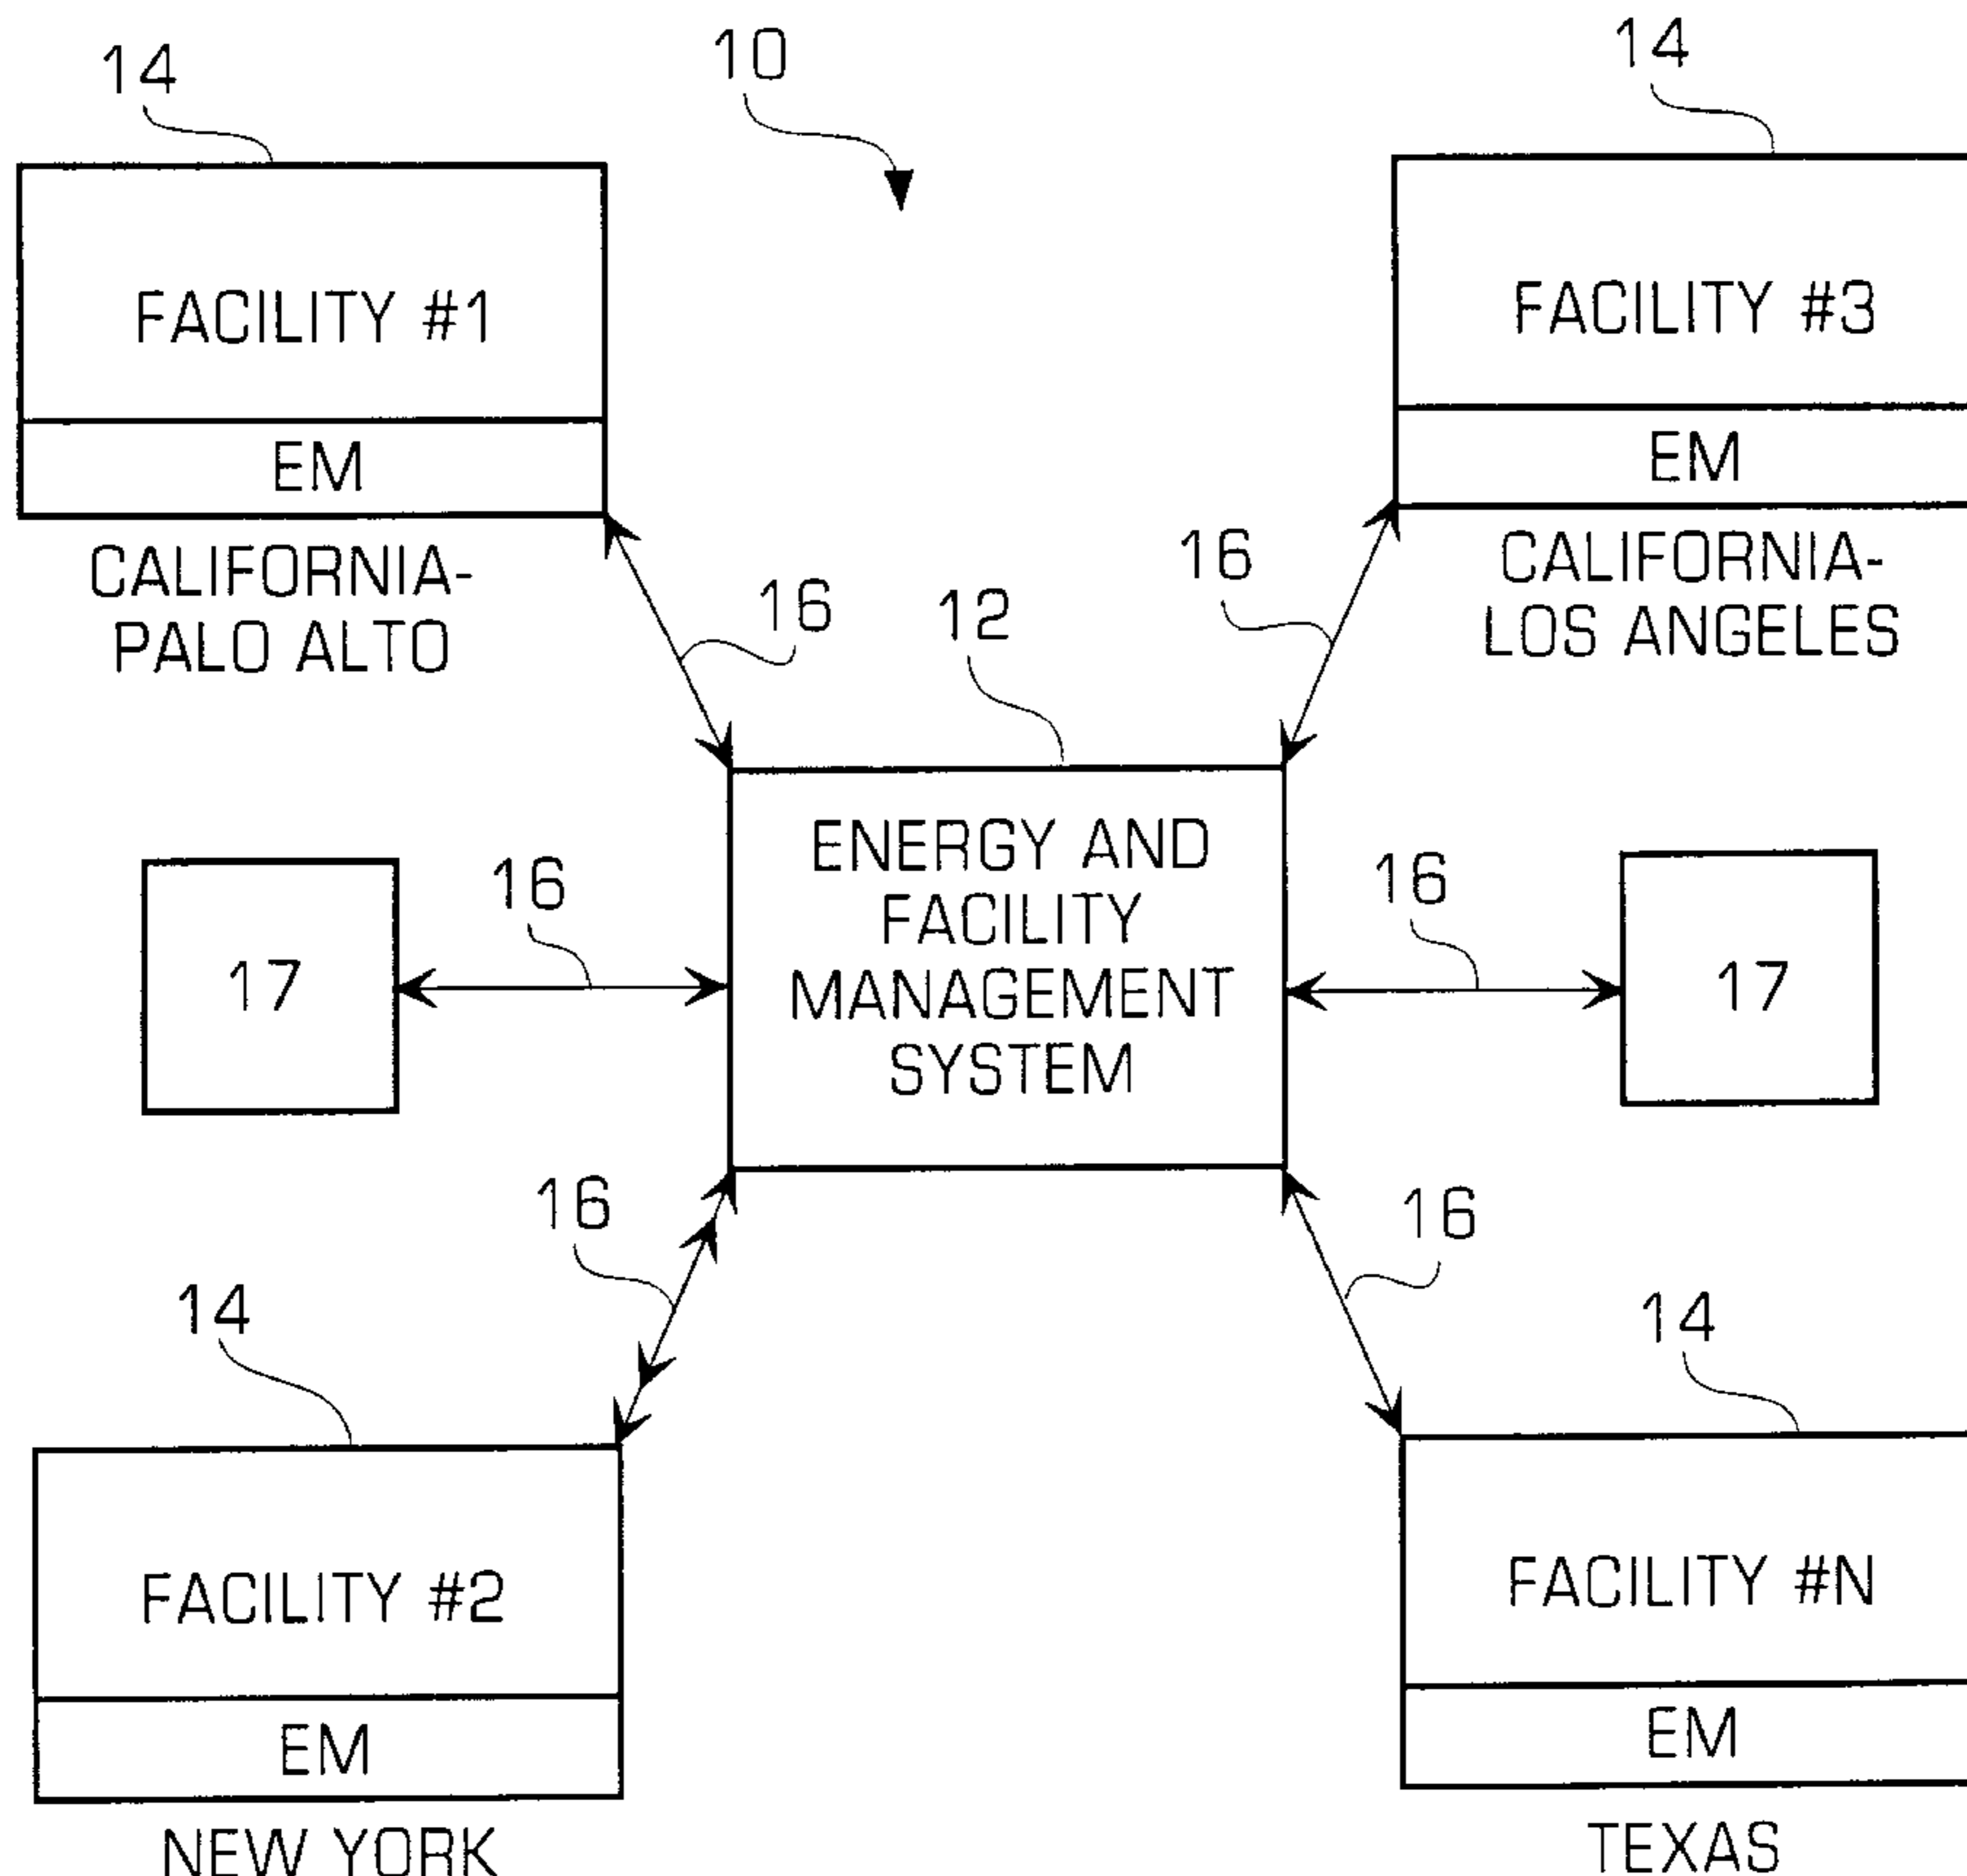 14
10
14
FACILITY #1
EM
CALIFORNIA-
PALO ALTO
FACILITY #3
EM
CALIFORNIA-
LOS ANGELES
16
12
16
ENERGY AND
FACILITY
MANAGEMENT
SYSTEM
17
16
16
17
16
16
14
14
FACILITY #2
EM
NEW YORK
FACILITY #N
EM
TEXAS